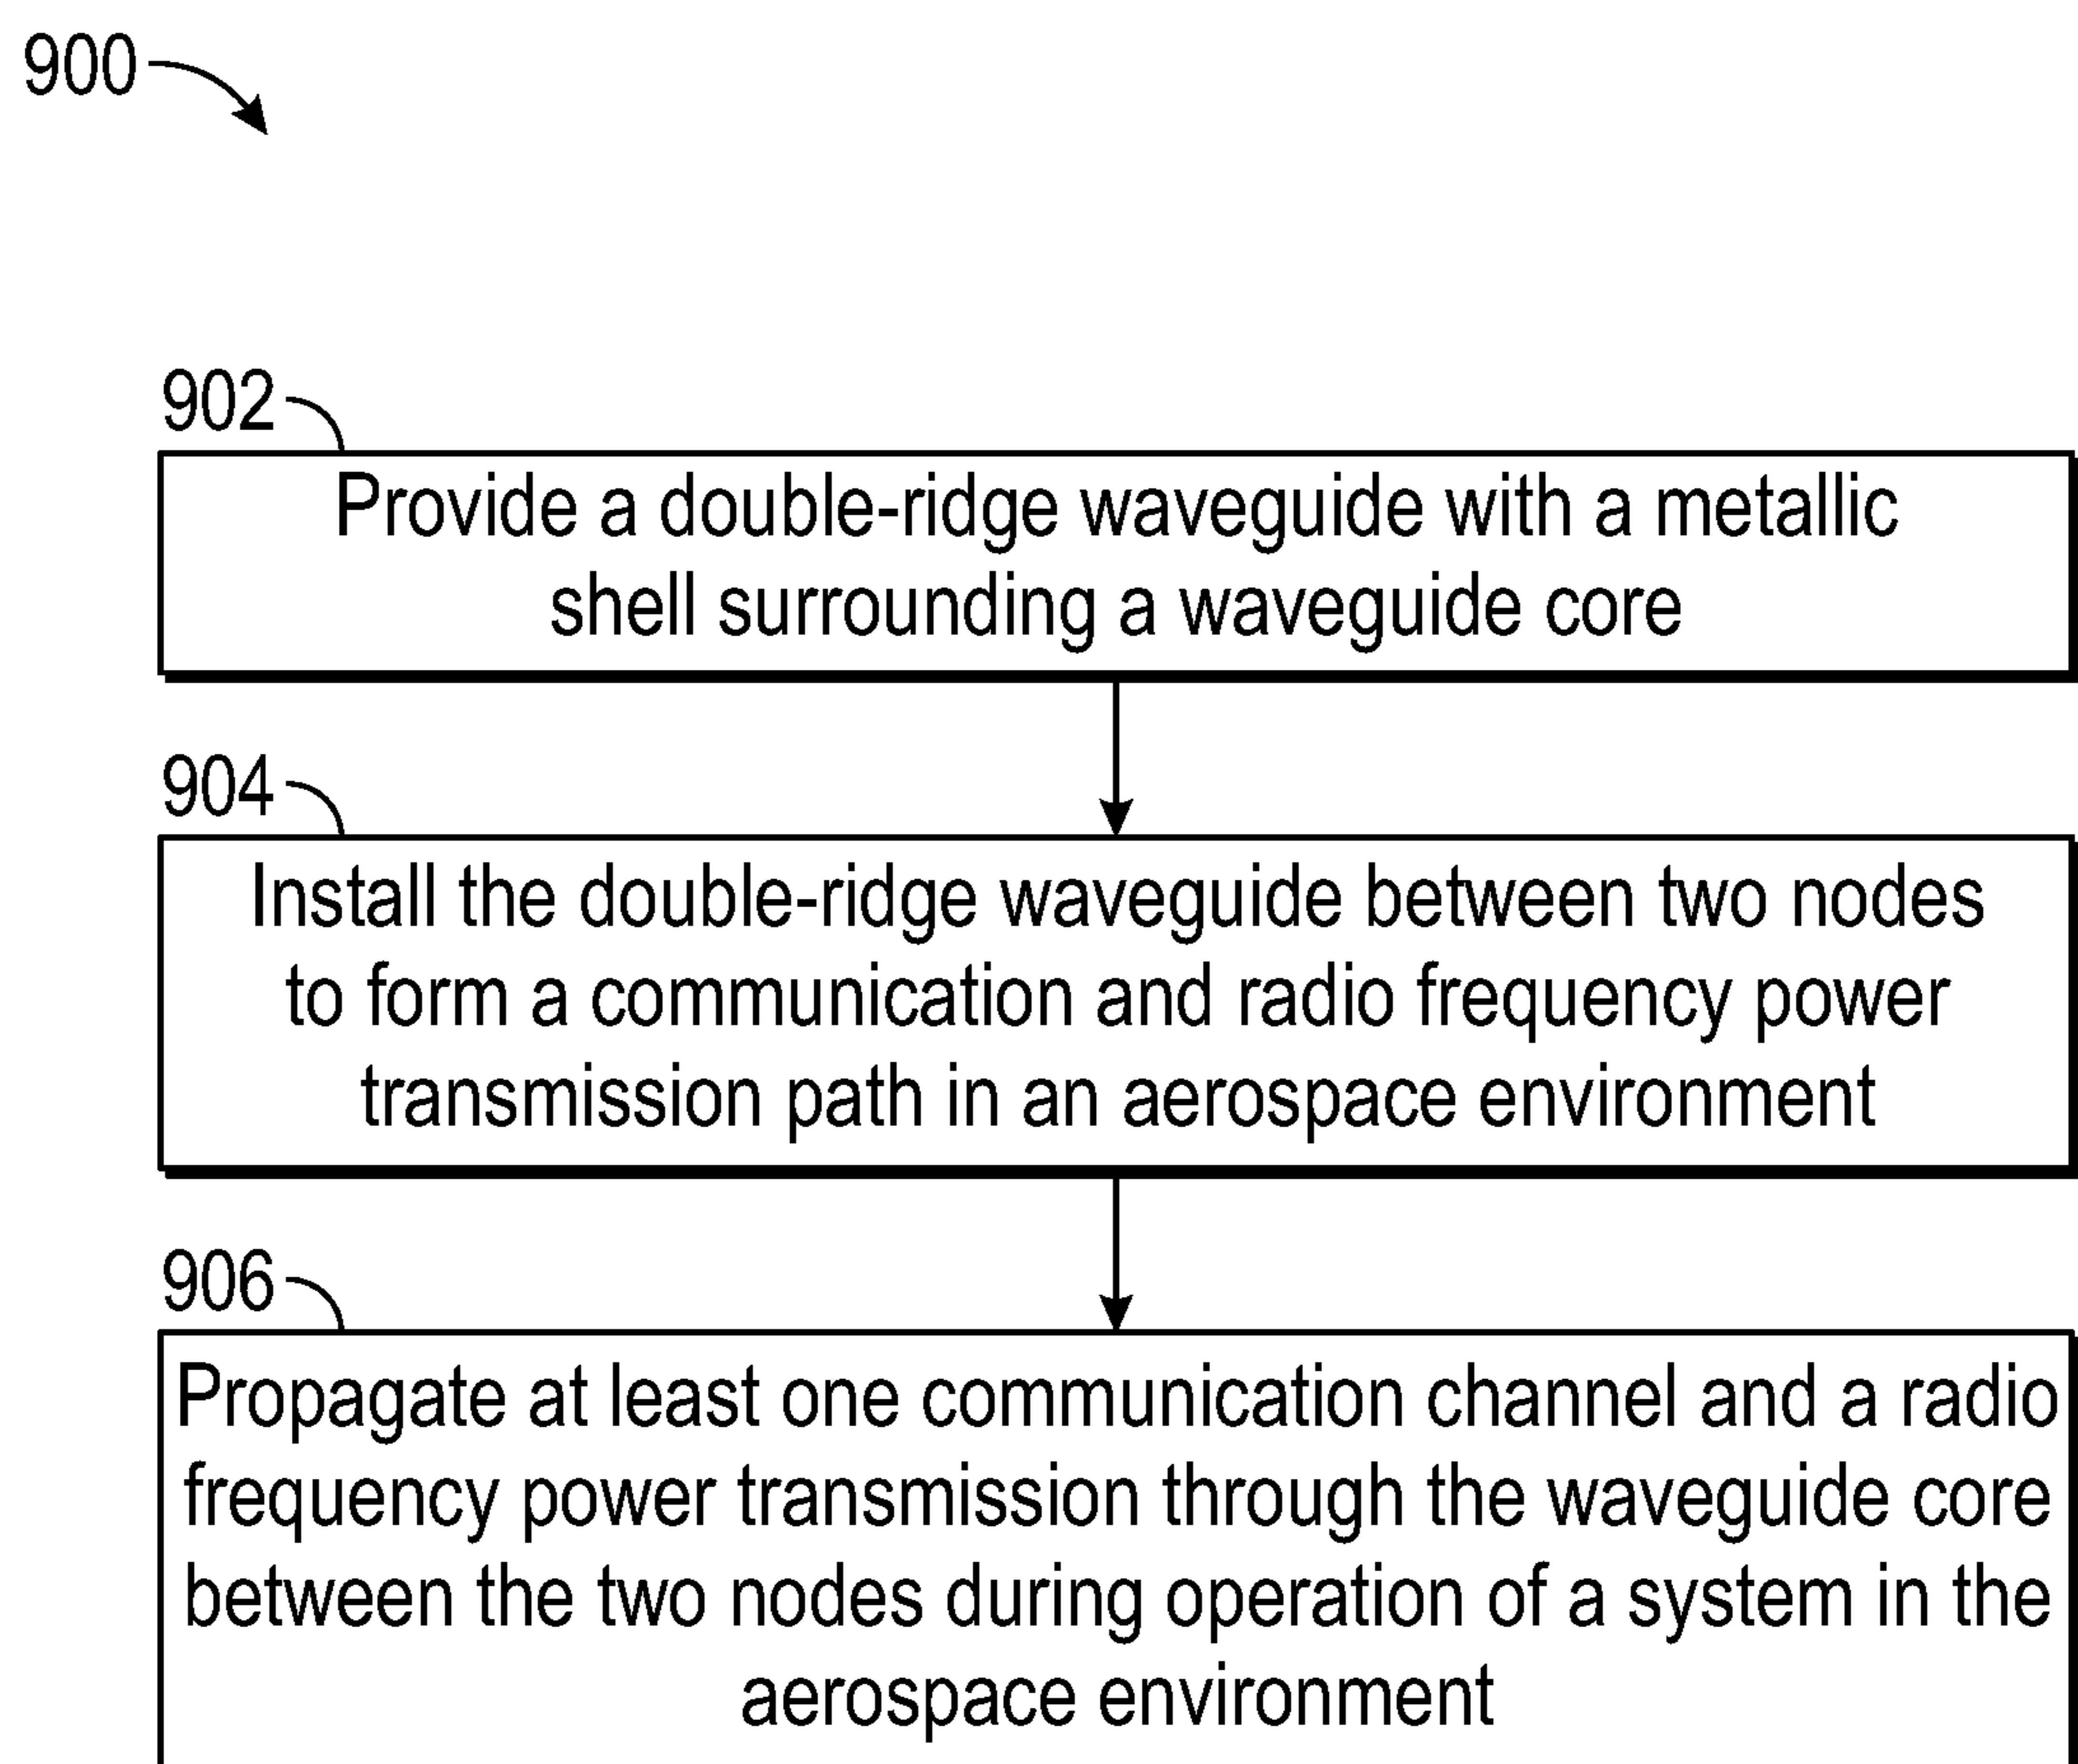 900
902
Provide a double-ridge waveguide with a metallic
shell surrounding a waveguide core
904
Install the double-ridge waveguide between two nodes
to form a communication and radio frequency power
transmission path in an aerospace environment
906
Propagate at least one communication channel and a radio
frequency power transmission through the waveguide core
between the two nodes during operation of a system in the
aerospace environment